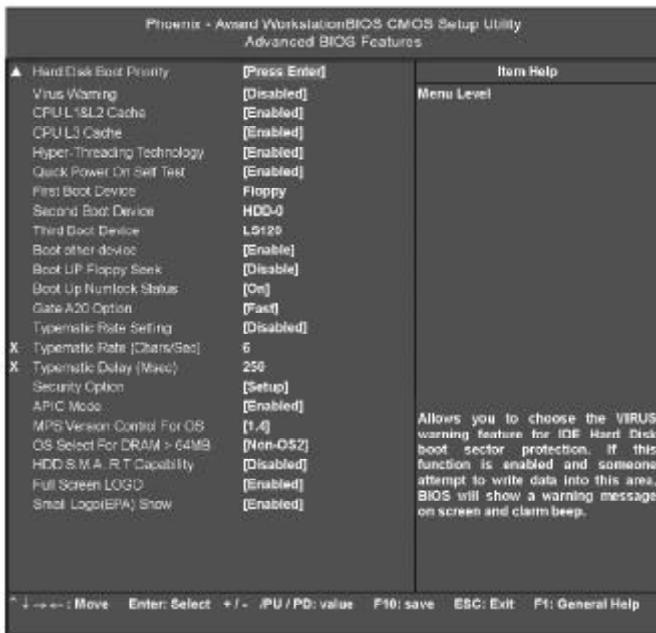 Phoenix - Award WorkstationBIOS CMOS Setup Utility
Advanced BIOS Features
▲ Hard Disk Boot Priority [Press Enter]
Virus Warning [Disabled]
CPU L1&L2 Cache [Enabled]
CPU L3 Cache [Enabled]
Hyper-Threading Technology [Enabled]
Quick Power On Self Test [Enabled]
First Boot Device Floppy
Second Boot Device HDD-0
Third Boot Device LS120
Boot other device [Enable]
Boot UP Floppy Seek [Disable]
Boot Up Numlock Status [On]
Gate A20 Option [Fast]
Typematic Rate Setting [Disabled]
X Typematic Rate (Chars/Sec) 6
X Typematic Delay (Msec) 250
Security Option [Setup]
APIC Mode [Enabled]
MPS Version Control For OS [1.4]
OS Select For DRAM > 64MB [Non-OS2]
HDD S.M.A.R.T Capability [Disabled]
Full Screen LOGO [Enabled]
Small Logo(EPA) Show [Enabled]
Item Help
Menu Level
Allows you to choose the VIRUS
warning feature for IDE Hard Disk
boot sector protection. If this
function is enabled and someone
attempt to write data into this area,
BIOS will show a warning message
on screen and clarm beep.
↑↓→←: Move Enter: Select +/- /PU / PD: value F10: save ESC: Exit F1: General Help